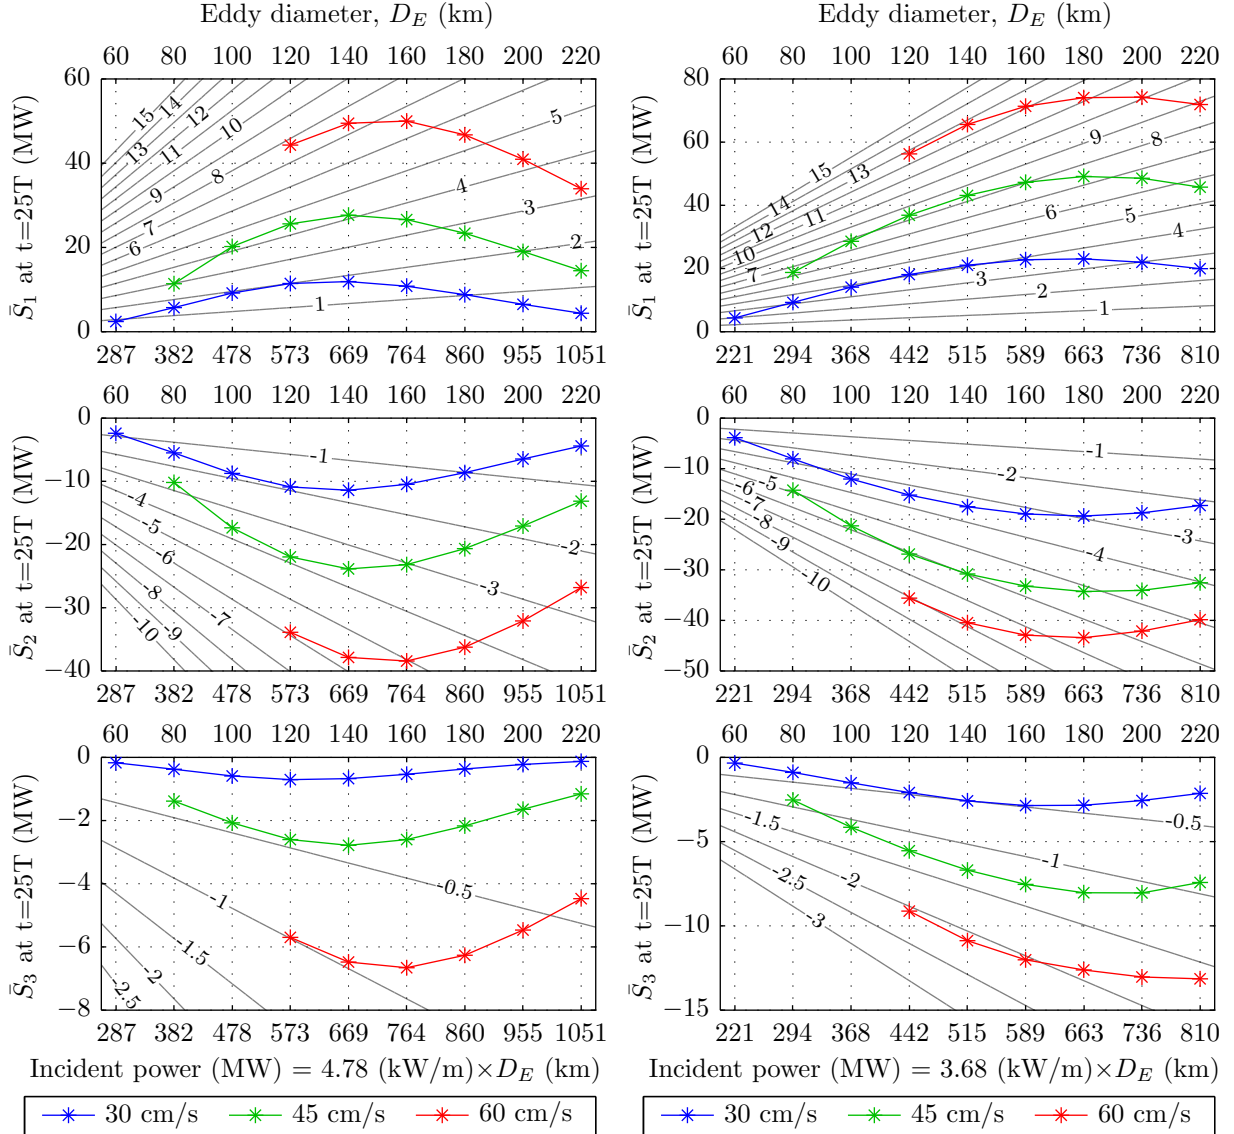 Eddy diameter, D_E (km)
60 80 100 120 140 160 180 200 220
S̄₁ at t=25T (MW)
60
40
20
0
15 14 13 12 11 10 9 8 7 6 5 4 3 2 1
287 382 478 573 669 764 860 955 1051
60 80 100 120 140 160 180 200 220
S̄₂ at t=25T (MW)
0
−10
−20
−30
−40
-1 -2 -3 -4 -5 -6 -7 -8 -9 -10
287 382 478 573 669 764 860 955 1051
60 80 100 120 140 160 180 200 220
S̄₃ at t=25T (MW)
0
−2
−4
−6
−8
-0.5 -1 -1.5 -2 -2.5
287 382 478 573 669 764 860 955 1051
Incident power (MW) = 4.78 (kW/m)×D_E (km)
30 cm/s 45 cm/s 60 cm/s
Eddy diameter, D_E (km)
60 80 100 120 140 160 180 200 220
S̄₁ at t=25T (MW)
80
60
40
20
0
15 14 13 12 11 10 9 8 7 6 5 4 3 2 1
221 294 368 442 515 589 663 736 810
60 80 100 120 140 160 180 200 220
S̄₂ at t=25T (MW)
0
−10
−20
−30
−40
−50
-1 -2 -3 -4 -5 -6 -7 -8 -9 -10
221 294 368 442 515 589 663 736 810
60 80 100 120 140 160 180 200 220
S̄₃ at t=25T (MW)
0
−5
−10
−15
-0.5 -1 -1.5 -2 -2.5 -3
221 294 368 442 515 589 663 736 810
Incident power (MW) = 3.68 (kW/m)×D_E (km)
30 cm/s 45 cm/s 60 cm/s